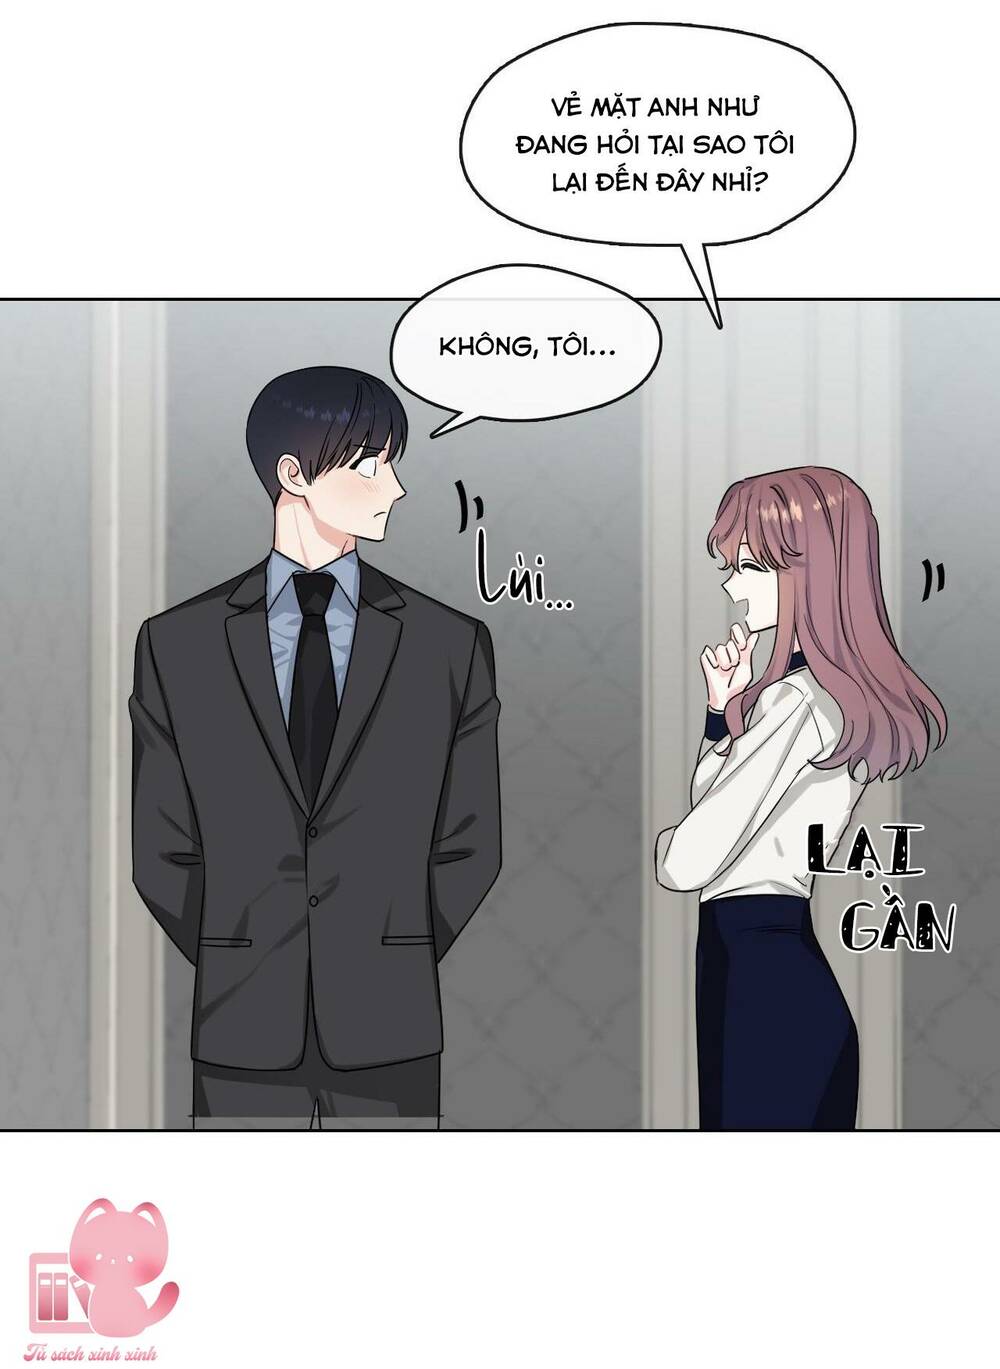 VẺ MẶT ANH NHƯ
ĐANG HỎI TẠI SAO TÔI
LẠI ĐẾN ĐÂY NHỈ?
KHÔNG, TÔI...
Lùi...
LẠI
GẦN
Tủ sách xinh xinh